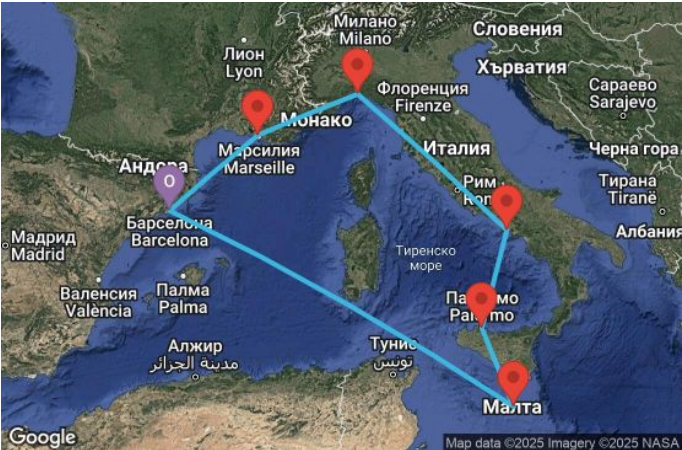 Милано
Milano
Словения
Лион
Lyon
Хърватия
Флоренция
Firenze
Сараево
Sarajevo
Монако
Марсилия
Marseille
Италия
Черна гора
Андора
О
Рим
Тирана
Tiranë
Барселона
Barcelona
Албания
Мадрид
Madrid
Тиренско
море
Валенсия
València
Палма
Palma
Palermo
Алжир
مدينة الجزائر
Тунис
تونس
Малта
Google
Map data ©2025 Imagery ©2025 NASA